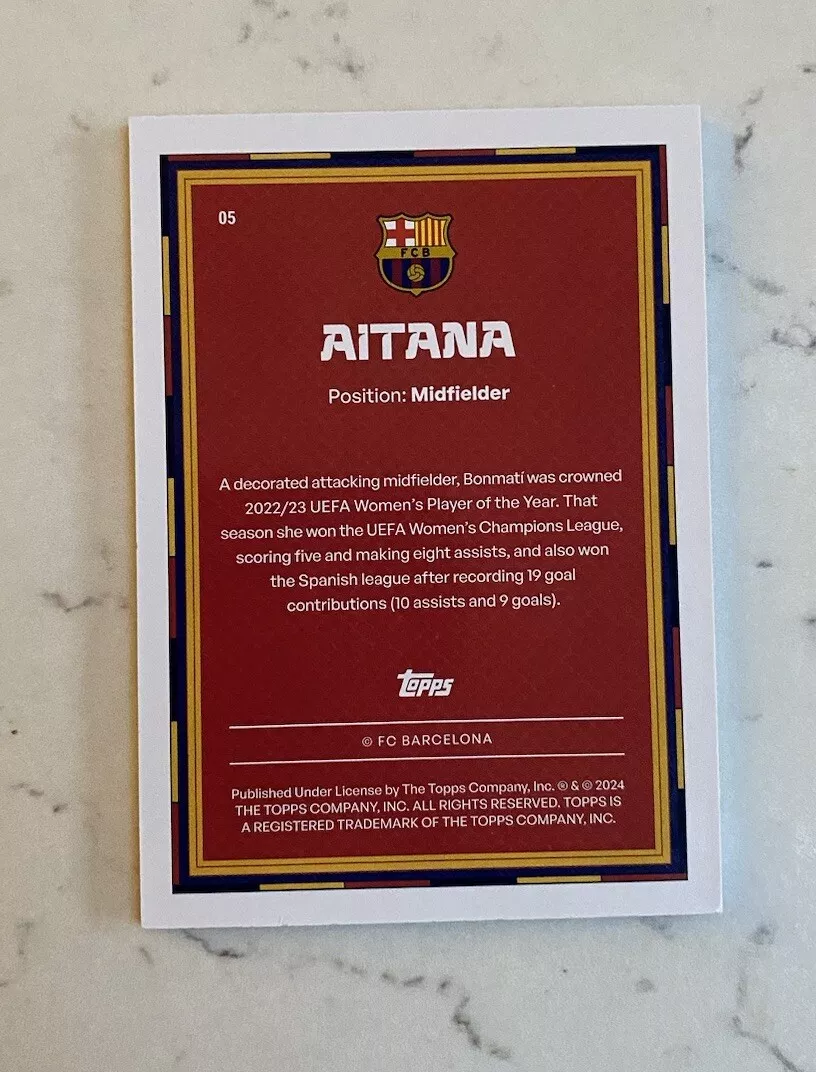 05
FCB
AITANA
Position: Midfielder
A decorated attacking midfielder, Bonmatí was crowned
2022/23 UEFA Women's Player of the Year. That
season she won the UEFA Women's Champions League,
scoring five and making eight assists, and also won
the Spanish league after recording 19 goal
contributions (10 assists and 9 goals).
topps
© FC BARCELONA
Published Under License by The Topps Company, Inc. ® & © 2024
THE TOPPS COMPANY, INC. ALL RIGHTS RESERVED. TOPPS IS
A REGISTERED TRADEMARK OF THE TOPPS COMPANY, INC.